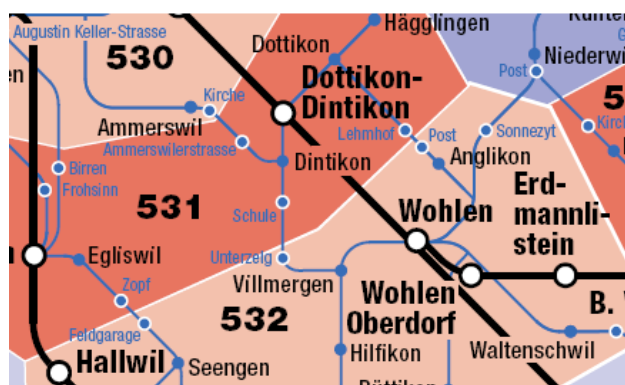 Augustin Keller-Strasse
530
Hägglingen
Dottikon
Niederwi
Post
Dottikon-
Dintikon
Kirche
Ammerswil
Ammerswilerstrasse
Lehmhof
Post
Sonnezyt
Anglikon
Dintikon
Birren
Frohsinn
531
Schule
Wohlen
Erd-
mannli-
stein
Egliswil
Unterzelg
Villmergen
Zopf
532
Wohlen
Oberdorf
B.
Feldgarage
Hallwil
Seengen
Hilfikon
Waltenschwil